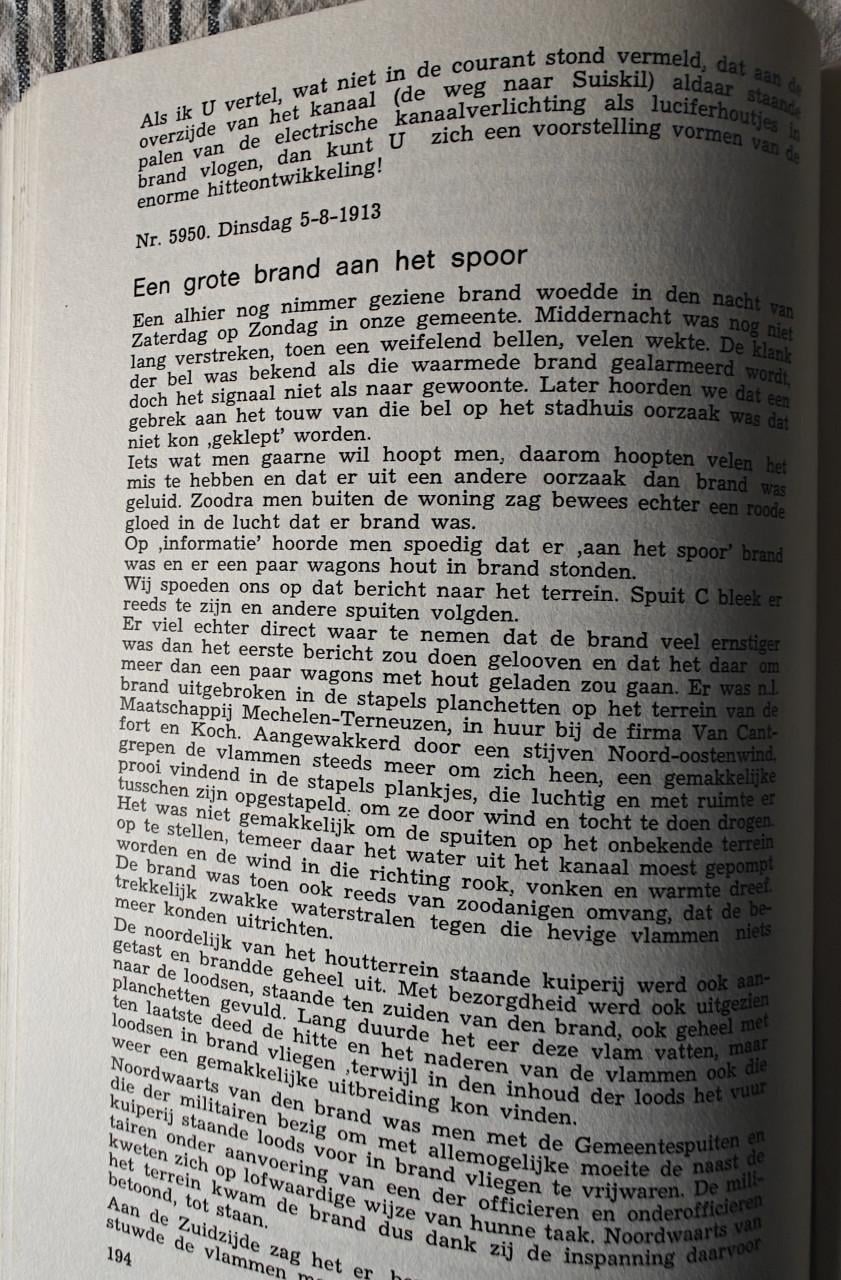 Als ik U vertel, wat niet in de courant stond vermeld, dat aan de
overzijde van het kanaal (de weg naar Suiskil) aldaar staande
palen van de electrische kanaalverlichting als luciferhoutjes in
brand vlogen, dan kunt U zich een voorstelling vormen van de
enorme hitteontwikkeling!
Nr. 5950. Dinsdag 5-8-1913
Een grote brand aan het spoor
Een alhier nog nimmer geziene brand woedde in den nacht van
Zaterdag op Zondag in onze gemeente. Middernacht was nog niet
lang verstreken, toen een weifelend bellen, velen wekte. De klank
der bel was bekend als die waarmede brand gealarmeerd wordt,
doch het signaal niet als naar gewoonte. Later hoorden we dat een
gebrek aan het touw van die bel op het stadhuis oorzaak was dat
niet kon ‚geklept’ worden.
Iets wat men gaarne wil hoopt men, daarom hoopten velen het
mis te hebben en dat er uit een andere oorzaak dan brand was
geluid. Zoodra men buiten de woning zag bewees echter een roode
gloed in de lucht dat er brand was.
Op ‚informatie’ hoorde men spoedig dat er ‚aan het spoor’ brand
was en er een paar wagons hout in brand stonden.
Wij spoeden ons op dat bericht naar het terrein. Spuit C bleek er
reeds te zijn en andere spuiten volgden.
Er viel echter direct waar te nemen dat de brand veel ernstiger
was dan het eerste bericht zou doen gelooven en dat het daar om
meer dan een paar wagons met hout geladen zou gaan. Er was n.l.
brand uitgebroken in de stapels planchetten op het terrein van de
Maatschappij Mechelen-Terneuzen, in huur bij de firma Van Cant-
fort en Koch. Aangewakkerd door een stijven Noord-oostenwind,
grepen de vlammen steeds meer om zich heen, een gemakkelijke
prooi vindend in de stapels plankjes, die luchtig en met ruimte er
tusschen zijn opgestapeld. om ze door wind en tocht te doen drogen.
Het was niet gemakkelijk om de spuiten op het onbekende terrein
op te stellen, temeer daar het water uit het kanaal moest gepompt
worden en de wind in die richting rook, vonken en warmte dreef.
De brand was toen ook reeds van zoodanigen omvang, dat de be-
trekkelijk zwakke waterstralen tegen die hevige vlammen niets
meer konden uitrichten.
De noordelijk van het houtterrein staande kuiperij werd ook aan-
getast en brandde geheel uit. Met bezorgdheid werd ook uitgezien
naar de loodsen, staande ten zuiden van den brand, ook geheel met
planchetten gevuld. Lang duurde het eer deze vlam vatten, maar
ten laatste deed de hitte en het naderen van de vlammen ook die
loodsen in brand vliegen ,terwijl in den inhoud der loods het vuur
weer een gemakkelijke uitbreiding kon vinden.
Noordwaarts van den brand was men met de Gemeentespuiten en
die der militairen bezig om met allemogelijke moeite de naast de
kuiperij staande loods voor in brand vliegen te vrijwaren. De mili-
tairen onder aanvoering van een der officieren en onderofficieren
kweten zich op lofwaardige wijze van hunne taak. Noordwaarts van
het terrein kwam de brand dus dank zij de inspanning daarvoor
betoond, tot staan.
Aan de Zuidzijde zag het er
stuwde de vlammen
194